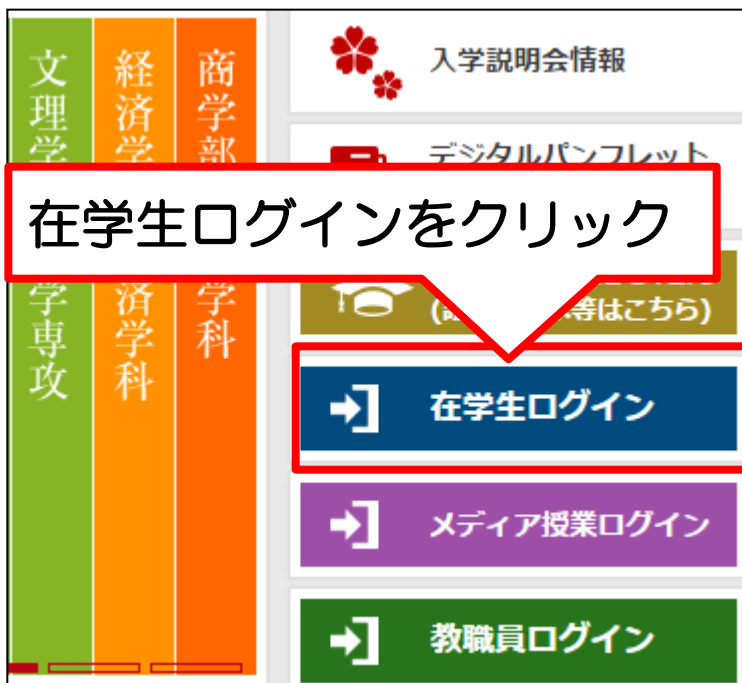 文理学
学専攻
経済学
済学科
商学部
学科
入学説明会情報
デジタルパンフレット
在学生ログインをクリック
等はこちら)
在学生ログイン
メディア授業ログイン
教職員ログイン